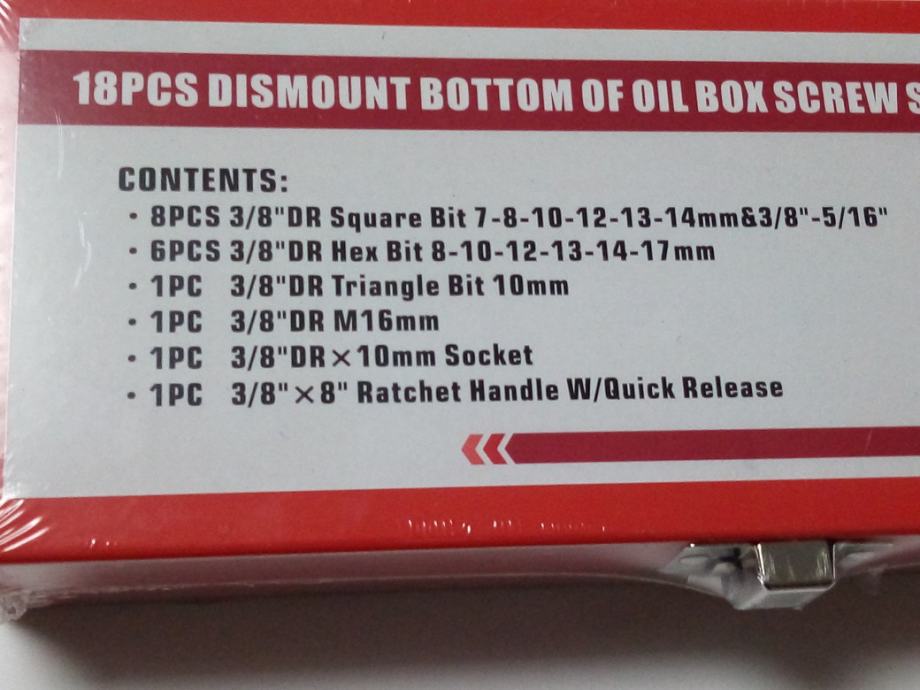 18PCS DISMOUNT BOTTOM OF OIL BOX SCREW
CONTENTS:
• 8PCS 3/8"DR Square Bit 7-8-10-12-13-14mm&3/8"-5/16"
• 6PCS 3/8"DR Hex Bit 8-10-12-13-14-17mm
• 1PC 3/8"DR Triangle Bit 10mm
• 1PC 3/8"DR M16mm
• 1PC 3/8"DR×10mm Socket
• 1PC 3/8"×8" Ratchet Handle W/Quick Release